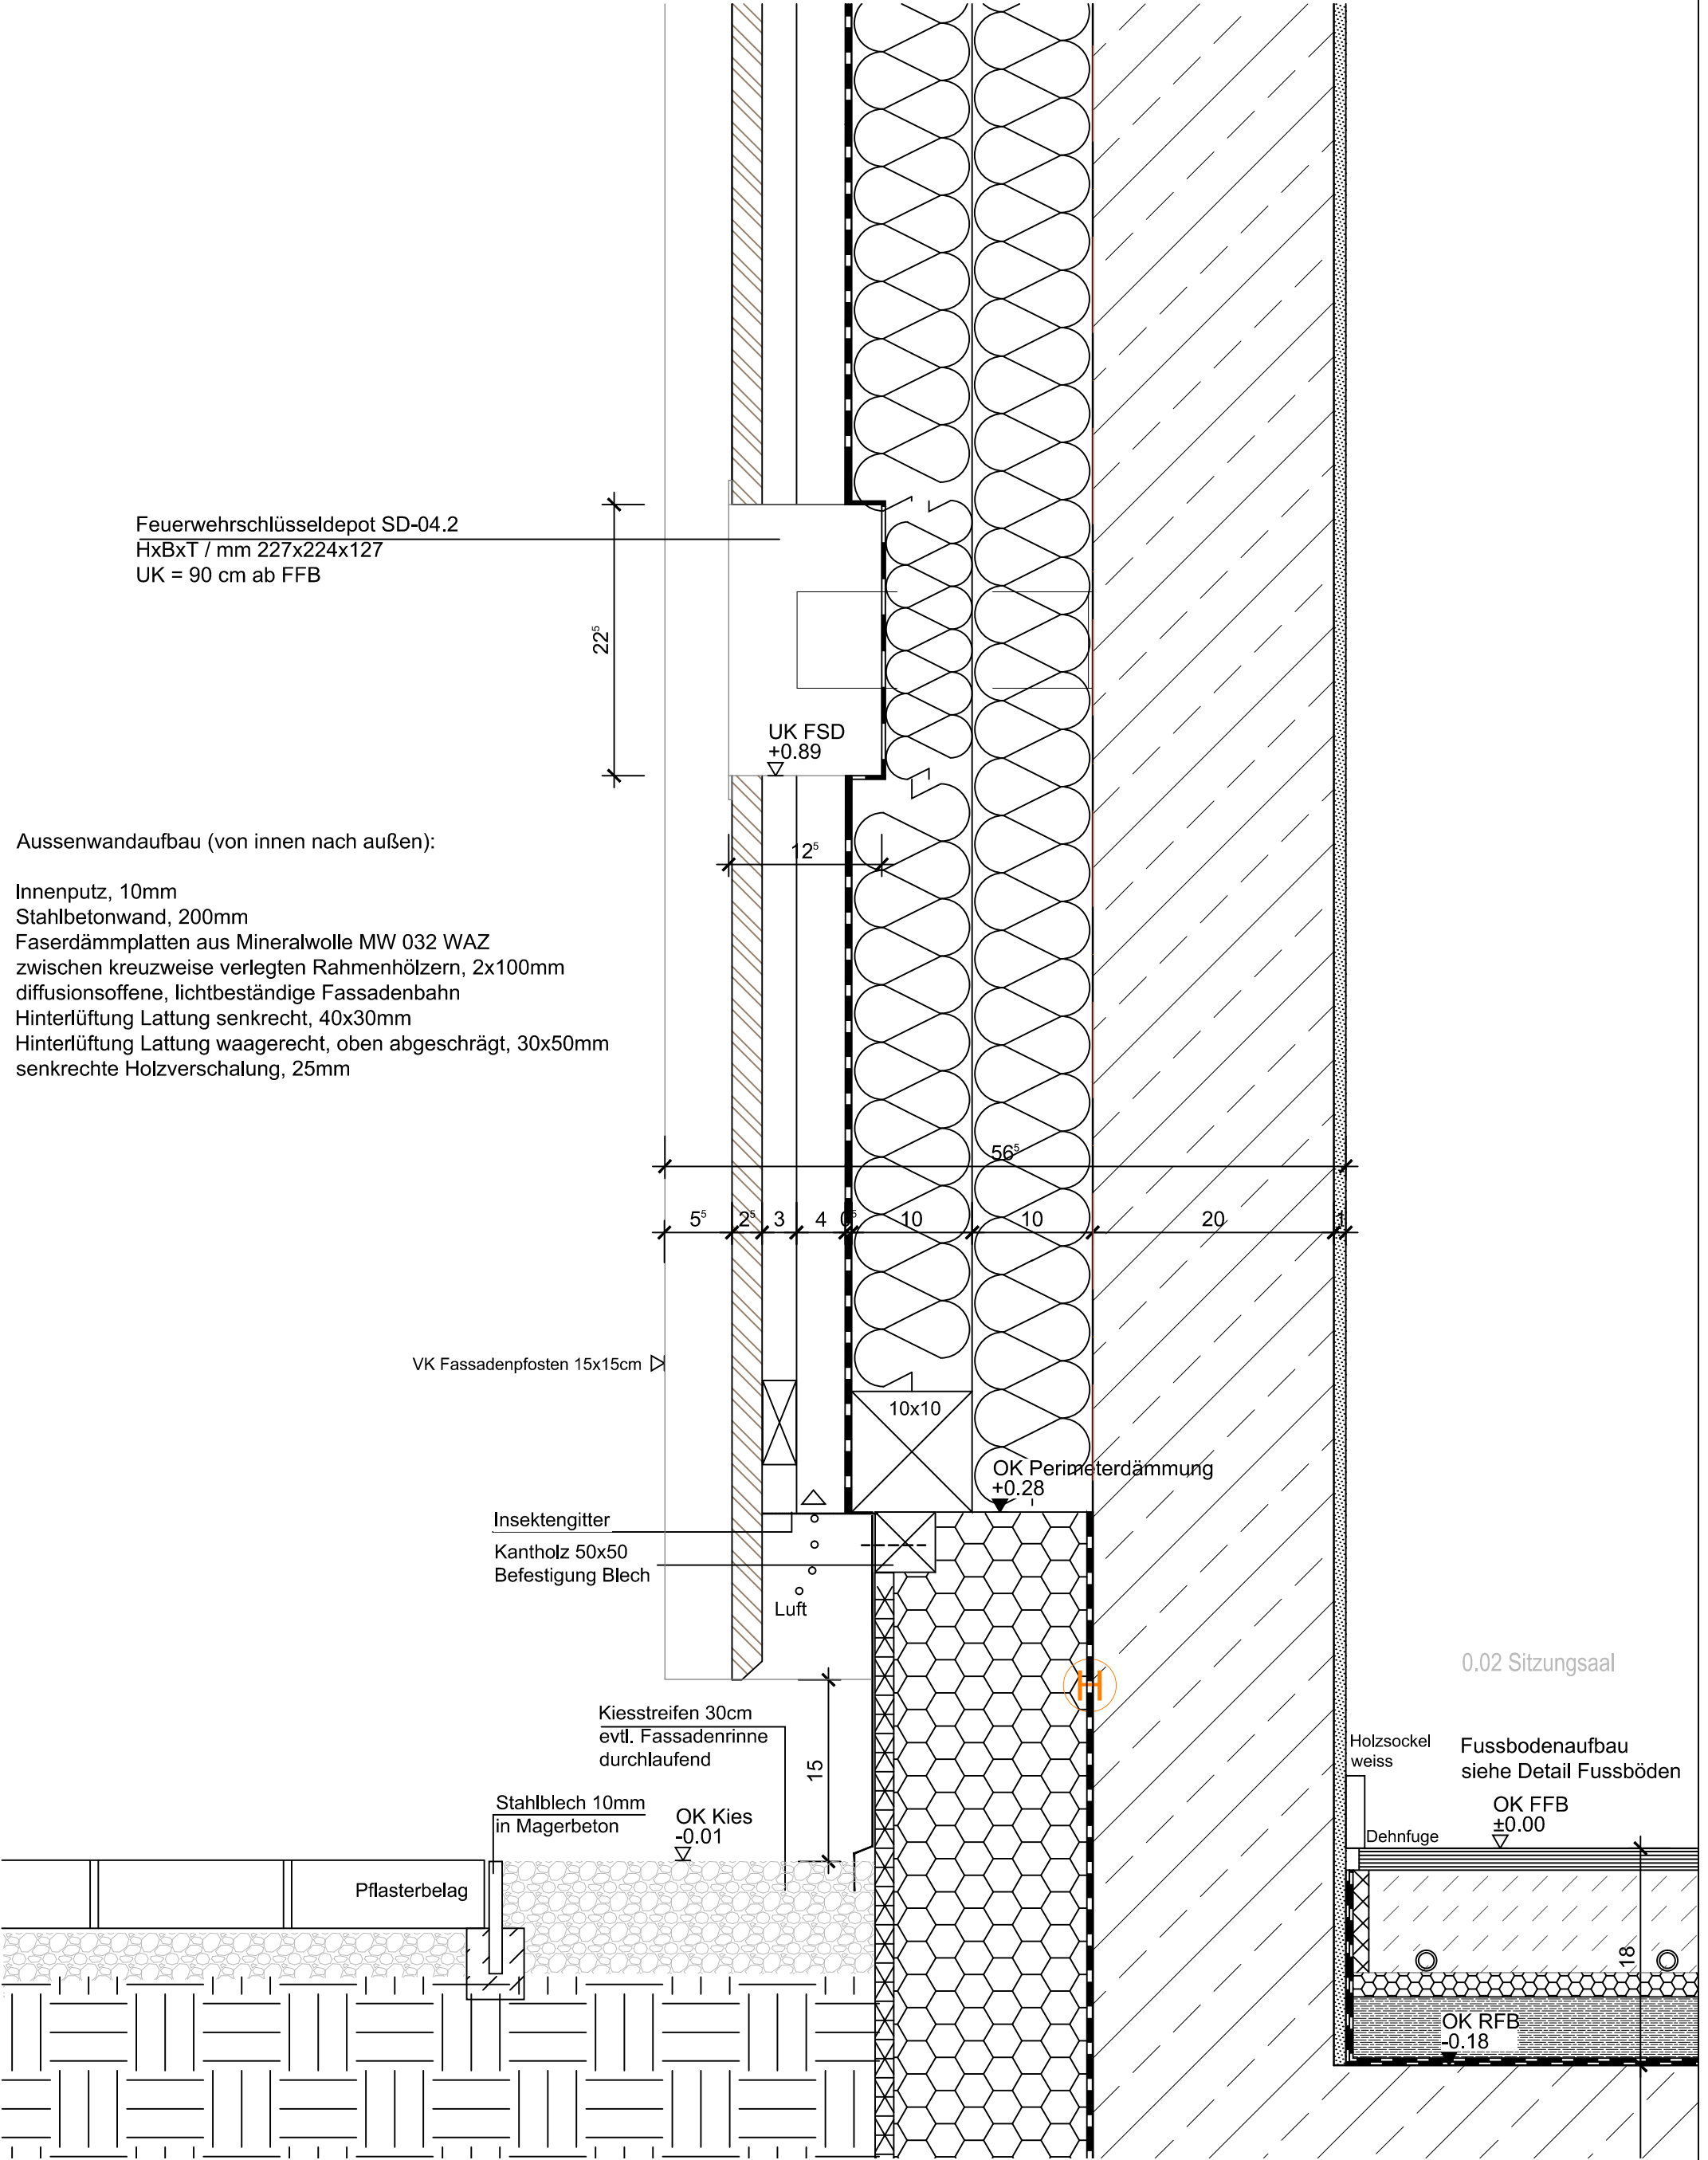 Feuerwehrschlüsseldepot SD-04.2
HxBxT / mm 227x224x127
UK = 90 cm ab FFB
22⁵
UK FSD
+0.89
12⁵
Aussenwandaufbau (von innen nach außen):
Innenputz, 10mm
Stahlbetonwand, 200mm
Faserdämmplatten aus Mineralwolle MW 032 WAZ
zwischen kreuzweise verlegten Rahmenhölzern, 2x100mm
diffusionsoffene, lichtbeständige Fassadenbahn
Hinterlüftung Lattung senkrecht, 40x30mm
Hinterlüftung Lattung waagerecht, oben abgeschrägt, 30x50mm
senkrechte Holzverschalung, 25mm
56⁵
5⁵ 2⁵ 3 4 0⁵ 10 10 20 1
VK Fassadenpfosten 15x15cm
10x10
OK Perimeterdämmung
+0.28
Insektengitter
Kantholz 50x50
Befestigung Blech
Luft
H
0.02 Sitzungsaal
Kiesstreifen 30cm
evtl. Fassadenrinne
durchlaufend
15
Holzsockel
weiss
Fussbodenaufbau
siehe Detail Fussböden
Stahlblech 10mm
in Magerbeton
OK Kies
-0.01
OK FFB
±0.00
Dehnfuge
Pflasterbelag
18
OK RFB
-0.18